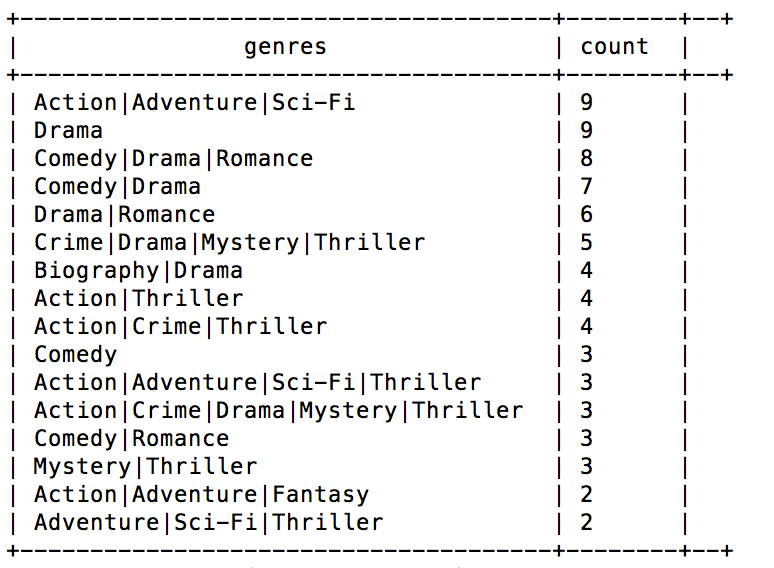 +--------------------------------------+--------+--+
|                genres                | count  |
+--------------------------------------+--------+--+
| Action|Adventure|Sci-Fi              | 9      |
| Drama                                | 9      |
| Comedy|Drama|Romance                 | 8      |
| Comedy|Drama                         | 7      |
| Drama|Romance                        | 6      |
| Crime|Drama|Mystery|Thriller         | 5      |
| Biography|Drama                      | 4      |
| Action|Thriller                      | 4      |
| Action|Crime|Thriller                | 4      |
| Comedy                               | 3      |
| Action|Adventure|Sci-Fi|Thriller     | 3      |
| Action|Crime|Drama|Mystery|Thriller  | 3      |
| Comedy|Romance                       | 3      |
| Mystery|Thriller                     | 3      |
| Action|Adventure|Fantasy             | 2      |
| Adventure|Sci-Fi|Thriller            | 2      |
+--------------------------------------+--------+--+